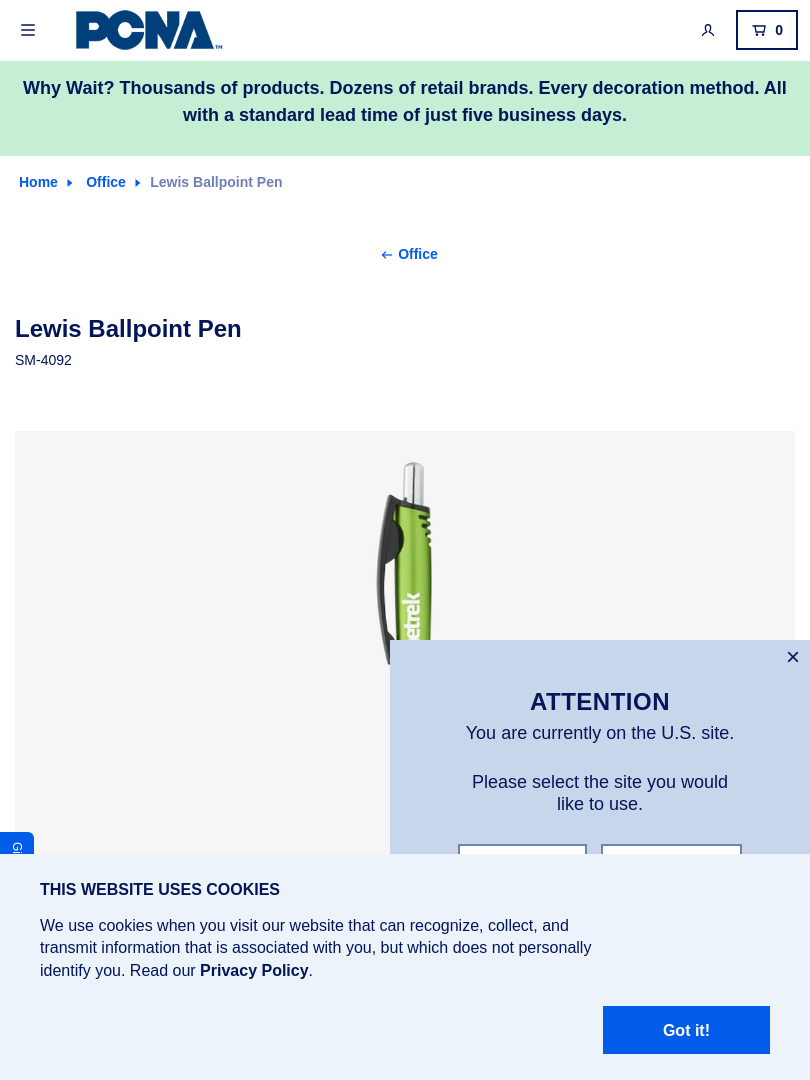 PCNA™
0
Why Wait? Thousands of products. Dozens of retail brands. Every decoration method. All
with a standard lead time of just five business days.
Home Office Lewis Ballpoint Pen
Office
Lewis Ballpoint Pen
SM-4092
etrek
ATTENTION
You are currently on the U.S. site.
Please select the site you would
like to use.
THIS WEBSITE USES COOKIES
We use cookies when you visit our website that can recognize, collect, and
transmit information that is associated with you, but which does not personally
identify you. Read our Privacy Policy.
Got it!